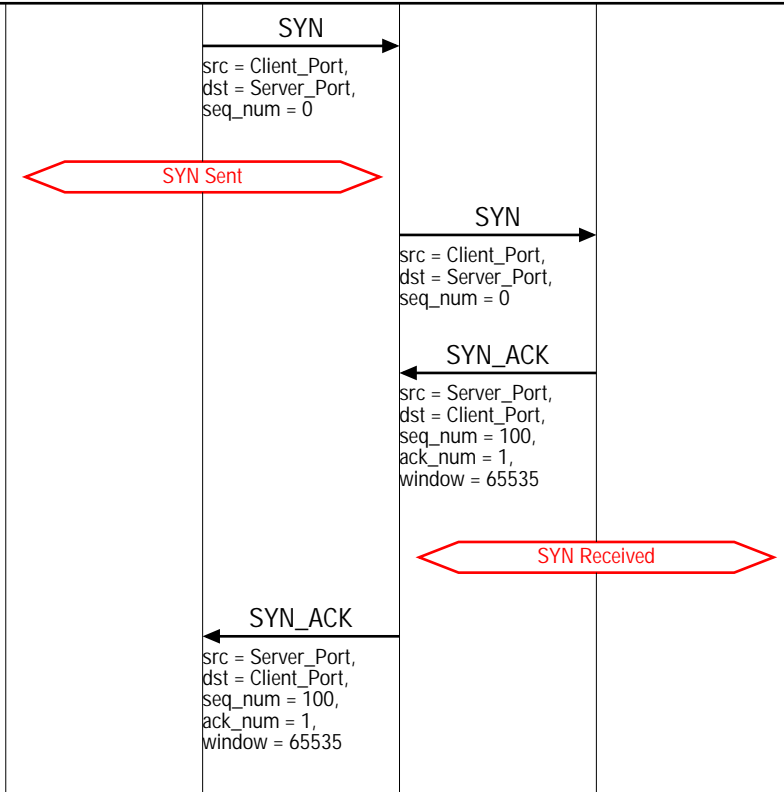 SYN
src = Client_Port,
dst = Server_Port,
seq_num = 0
SYN Sent
SYN
src = Client_Port,
dst = Server_Port,
seq_num = 0
SYN_ACK
src = Server_Port,
dst = Client_Port,
seq_num = 100,
ack_num = 1,
window = 65535
SYN Received
SYN_ACK
src = Server_Port,
dst = Client_Port,
seq_num = 100,
ack_num = 1,
window = 65535